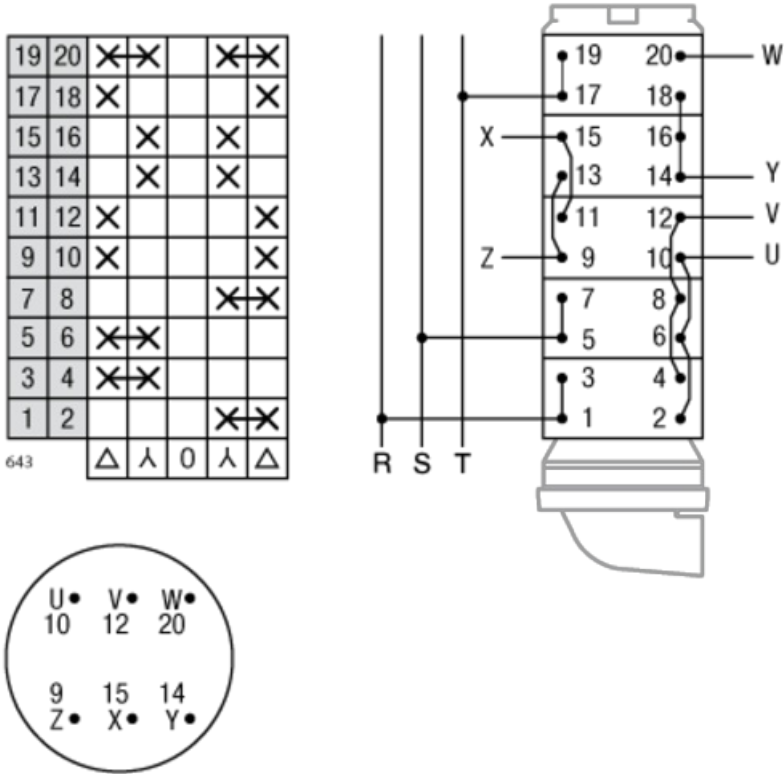 19 20
17 18
15 16
13 14
11 12
9 10
7 8
5 6
3 4
1 2
643
0
R S T
19 20 W
17 18
X 15 16
13 14 Y
11 12 V
Z 9 10 U
7 8
5 6
3 4
1 2
U V W
10 12 20
9 15 14
Z X Y